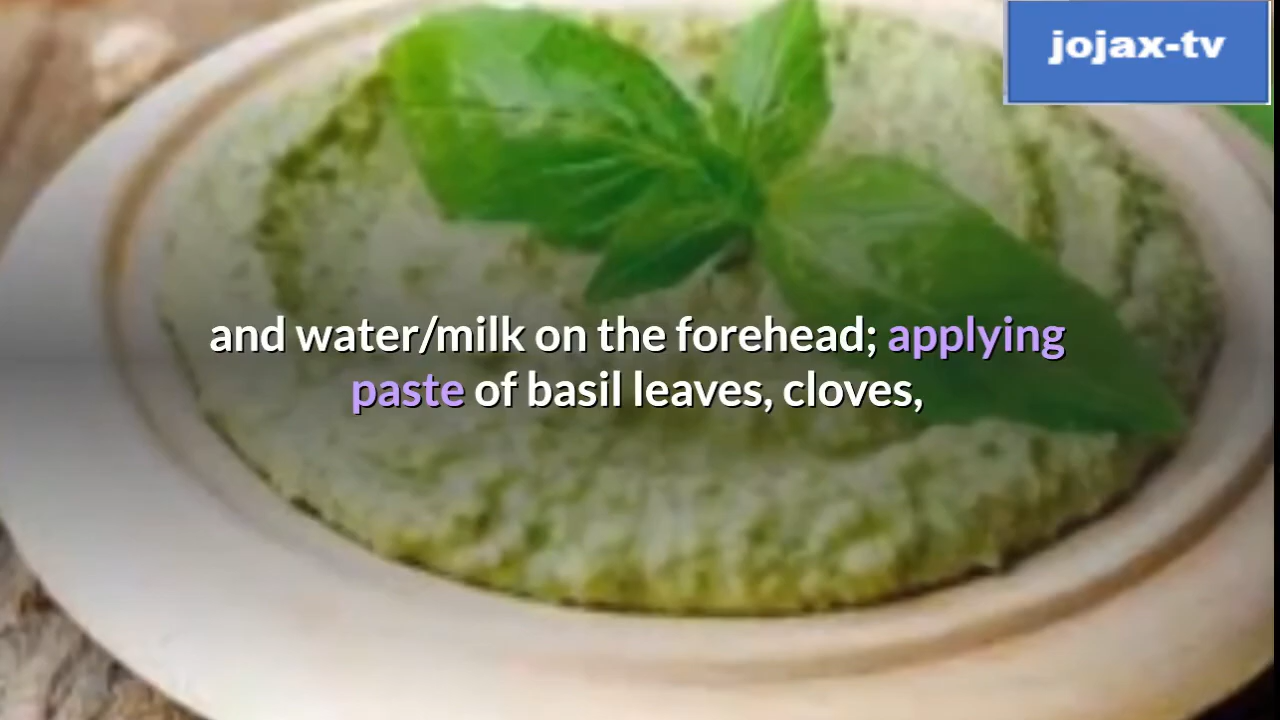 jojax-tv
and water/milk on the forehead; applying
paste of basil leaves, cloves,